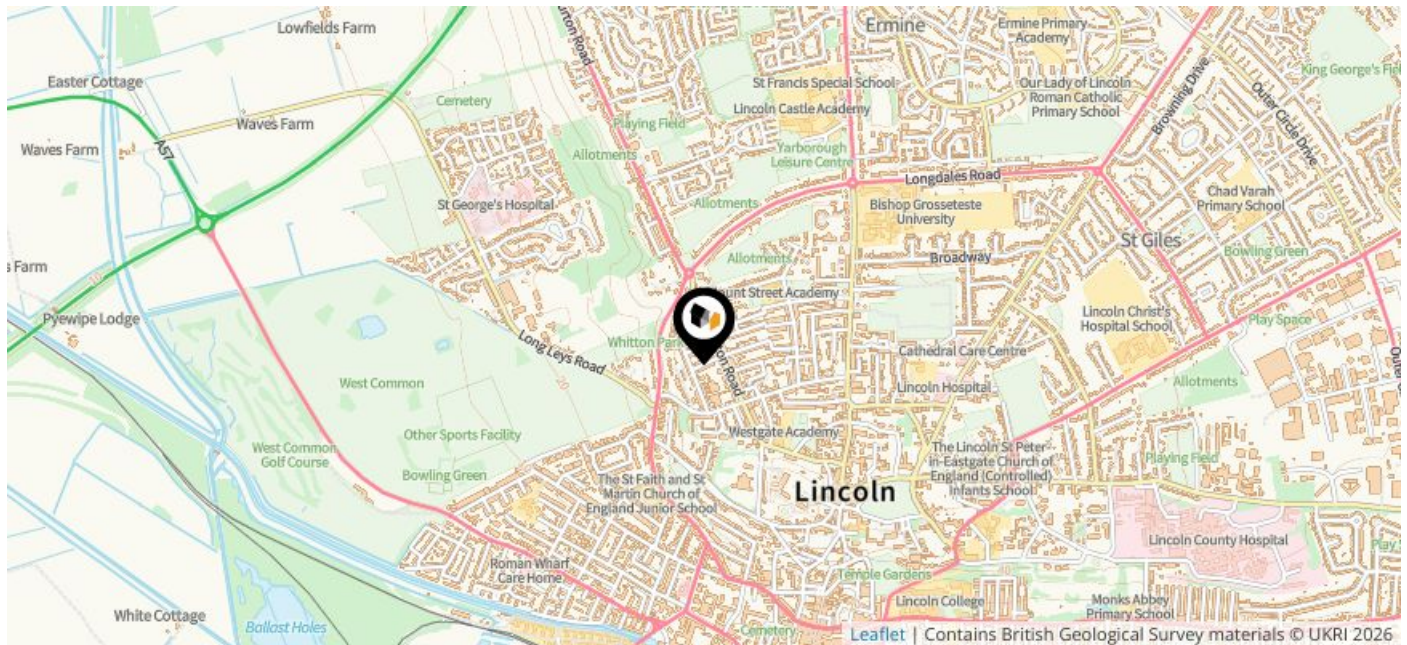 Lowfields Farm
Ermine
Ermine Primary
Academy
Easter Cottage
St Francis Special School
King George's
Cemetery
Our Lady of Lincoln
Roman Catholic
Primary School
Browning Drive
Outer Circle Drive
Waves Farm
Playing Field
Lincoln Castle Academy
Waves Farm
A57
Allotments
Yarborough
Leisure Centre
Longdales Road
St George's Hospital
Allotments
Bishop Grosseteste
University
Chad Varah
Primary School
St Giles
Bowling Green
Farm
Allotments
Broadway
Mount Street Academy
Pyewipe Lodge
Lincoln Christ's
Hospital School
Play Space
Long Leys Road
Whitton Park
Road
Cathedral Care Centre
West Common
Lincoln Hospital
Allotments
Other Sports Facility
Westgate Academy
West Common
Golf Course
The Lincoln St Peter-
in-Eastgate Church of
England (Controlled)
Infants School
Playing Field
Bowling Green
The St Faith and St
Martin Church of
England Junior School
Lincoln
Lincoln County Hospital
Roman Wharf
Care Home
Temple Gardens
White Cottage
Lincoln College
Monks Abbey
Primary School
Ballast Holes
Cemetery
Leaflet | Contains British Geological Survey materials © UKRI 2026